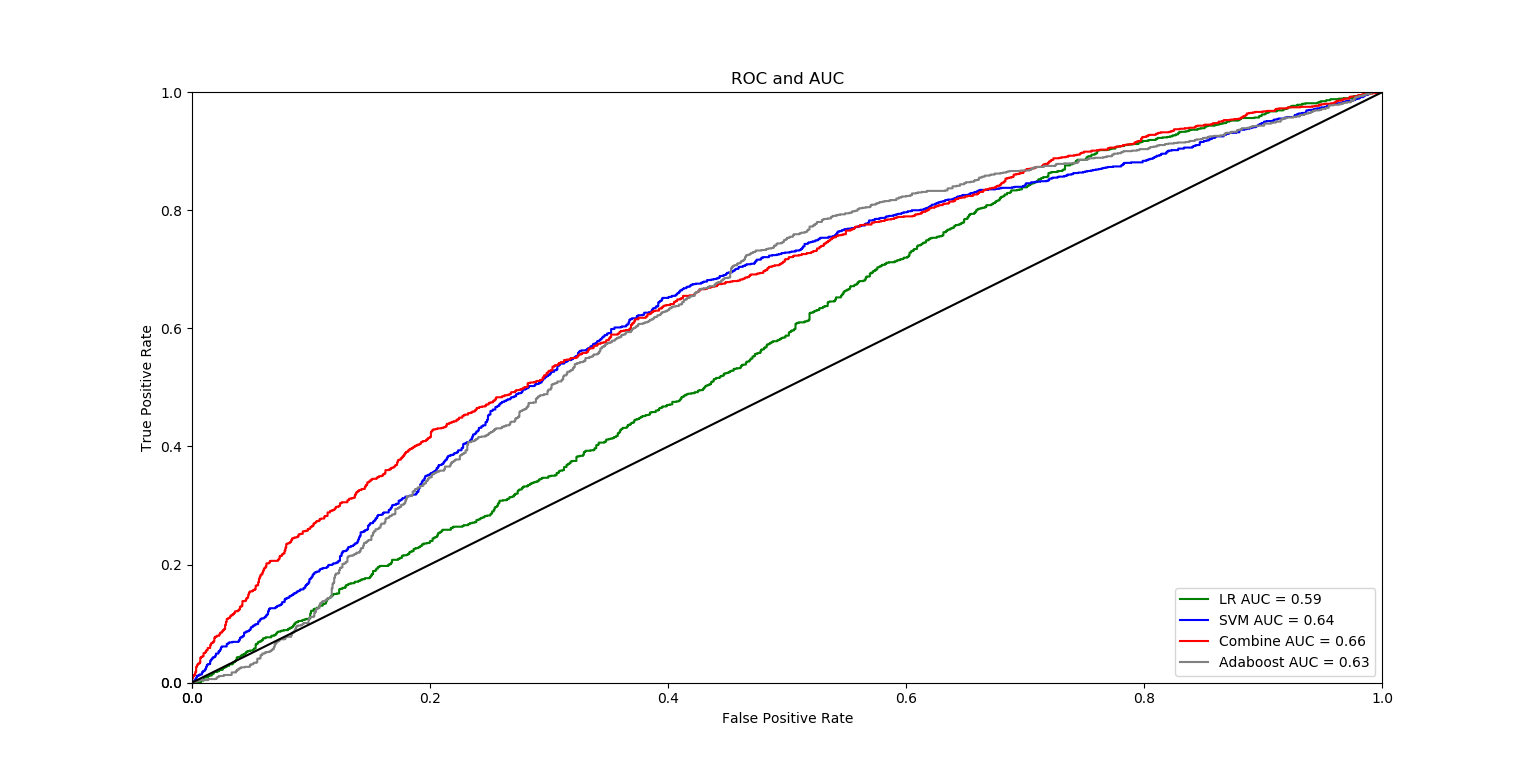 ROC and AUC
1.0
0.8
0.6
0.4
0.2
0.0
0.0 0.2 0.4 0.6 0.8 1.0
True Positive Rate
False Positive Rate
LR AUC = 0.59
SVM AUC = 0.64
Combine AUC = 0.66
Adaboost AUC = 0.63